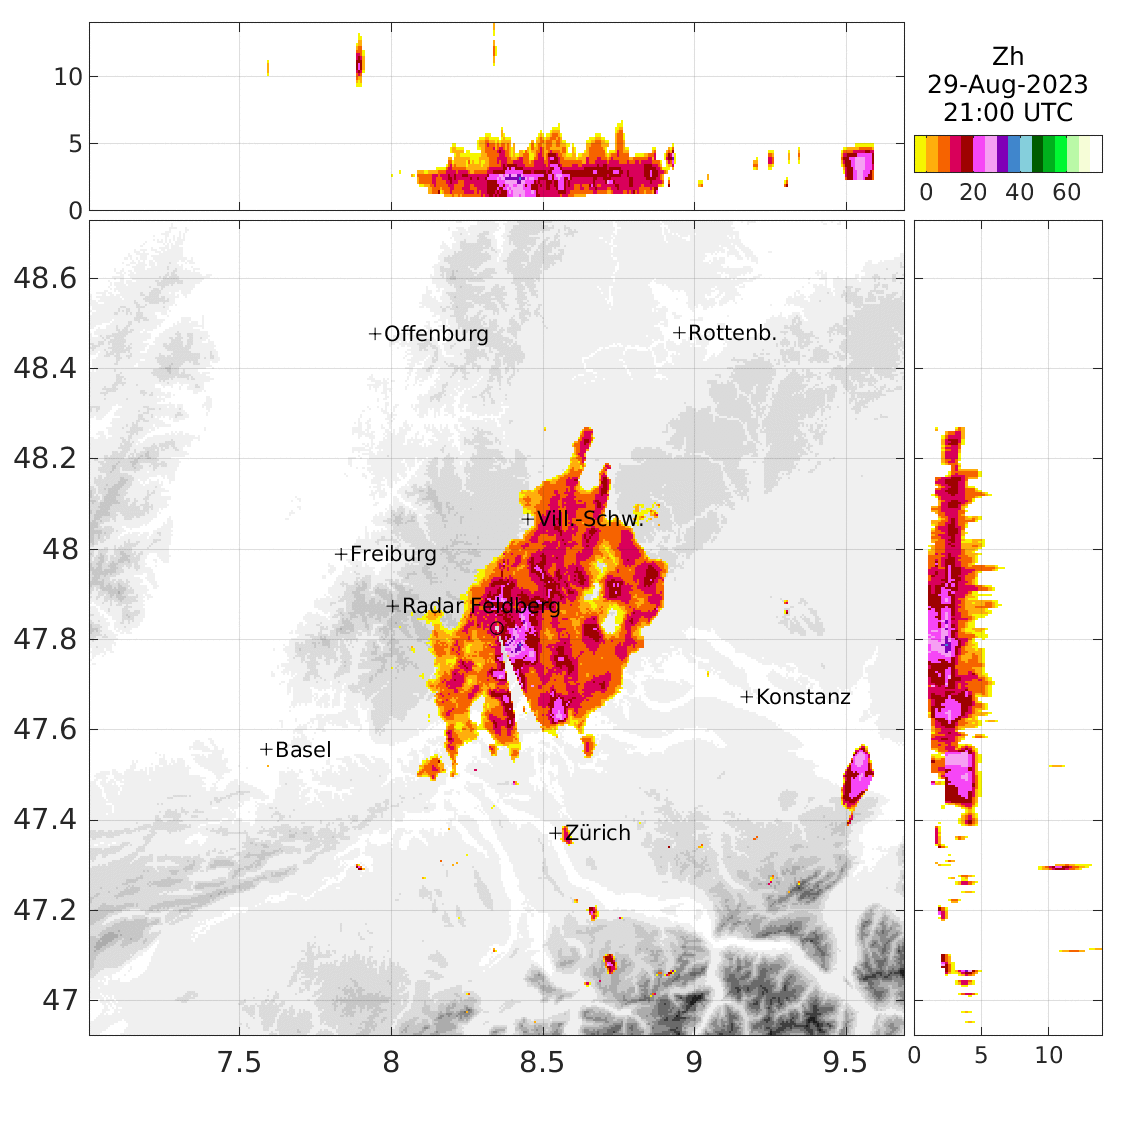 Zh
29-Aug-2023
21:00 UTC
0 20 40 60
10
5
0
48.6
48.4
48.2
48
47.8
47.6
47.4
47.2
47
Offenburg
Rottenb.
Vill.-Schw.
Freiburg
Radar Feldberg
Konstanz
Basel
Zürich
7.5 8 8.5 9 9.5
0 5 10